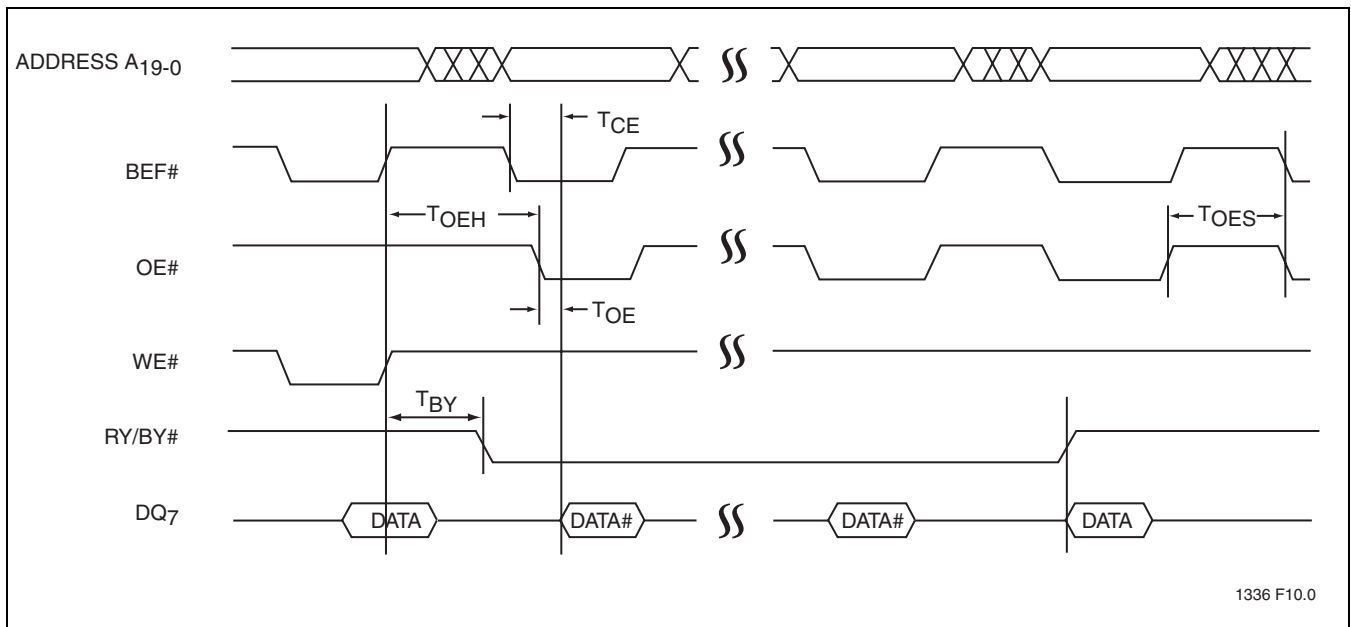 ADDRESS A19-0
TCE
BEF#
TOEH
TOES
OE#
TOE
WE#
TBY
RY/BY#
DQ7
DATA
DATA#
DATA#
DATA
1336 F10.0